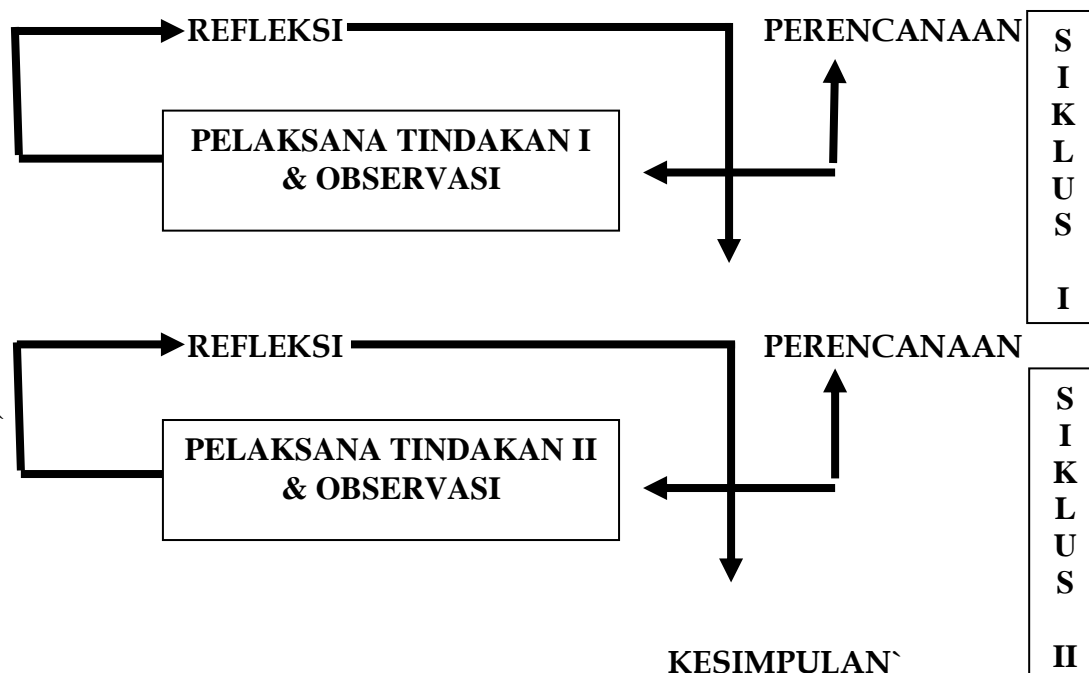 REFLEKSI
PERENCANAAN
PELAKSANA TINDAKAN I
& OBSERVASI
S
I
K
L
U
S
I
REFLEKSI
PERENCANAAN
`
PELAKSANA TINDAKAN II
& OBSERVASI
S
I
K
L
U
S
II
KESIMPULAN`